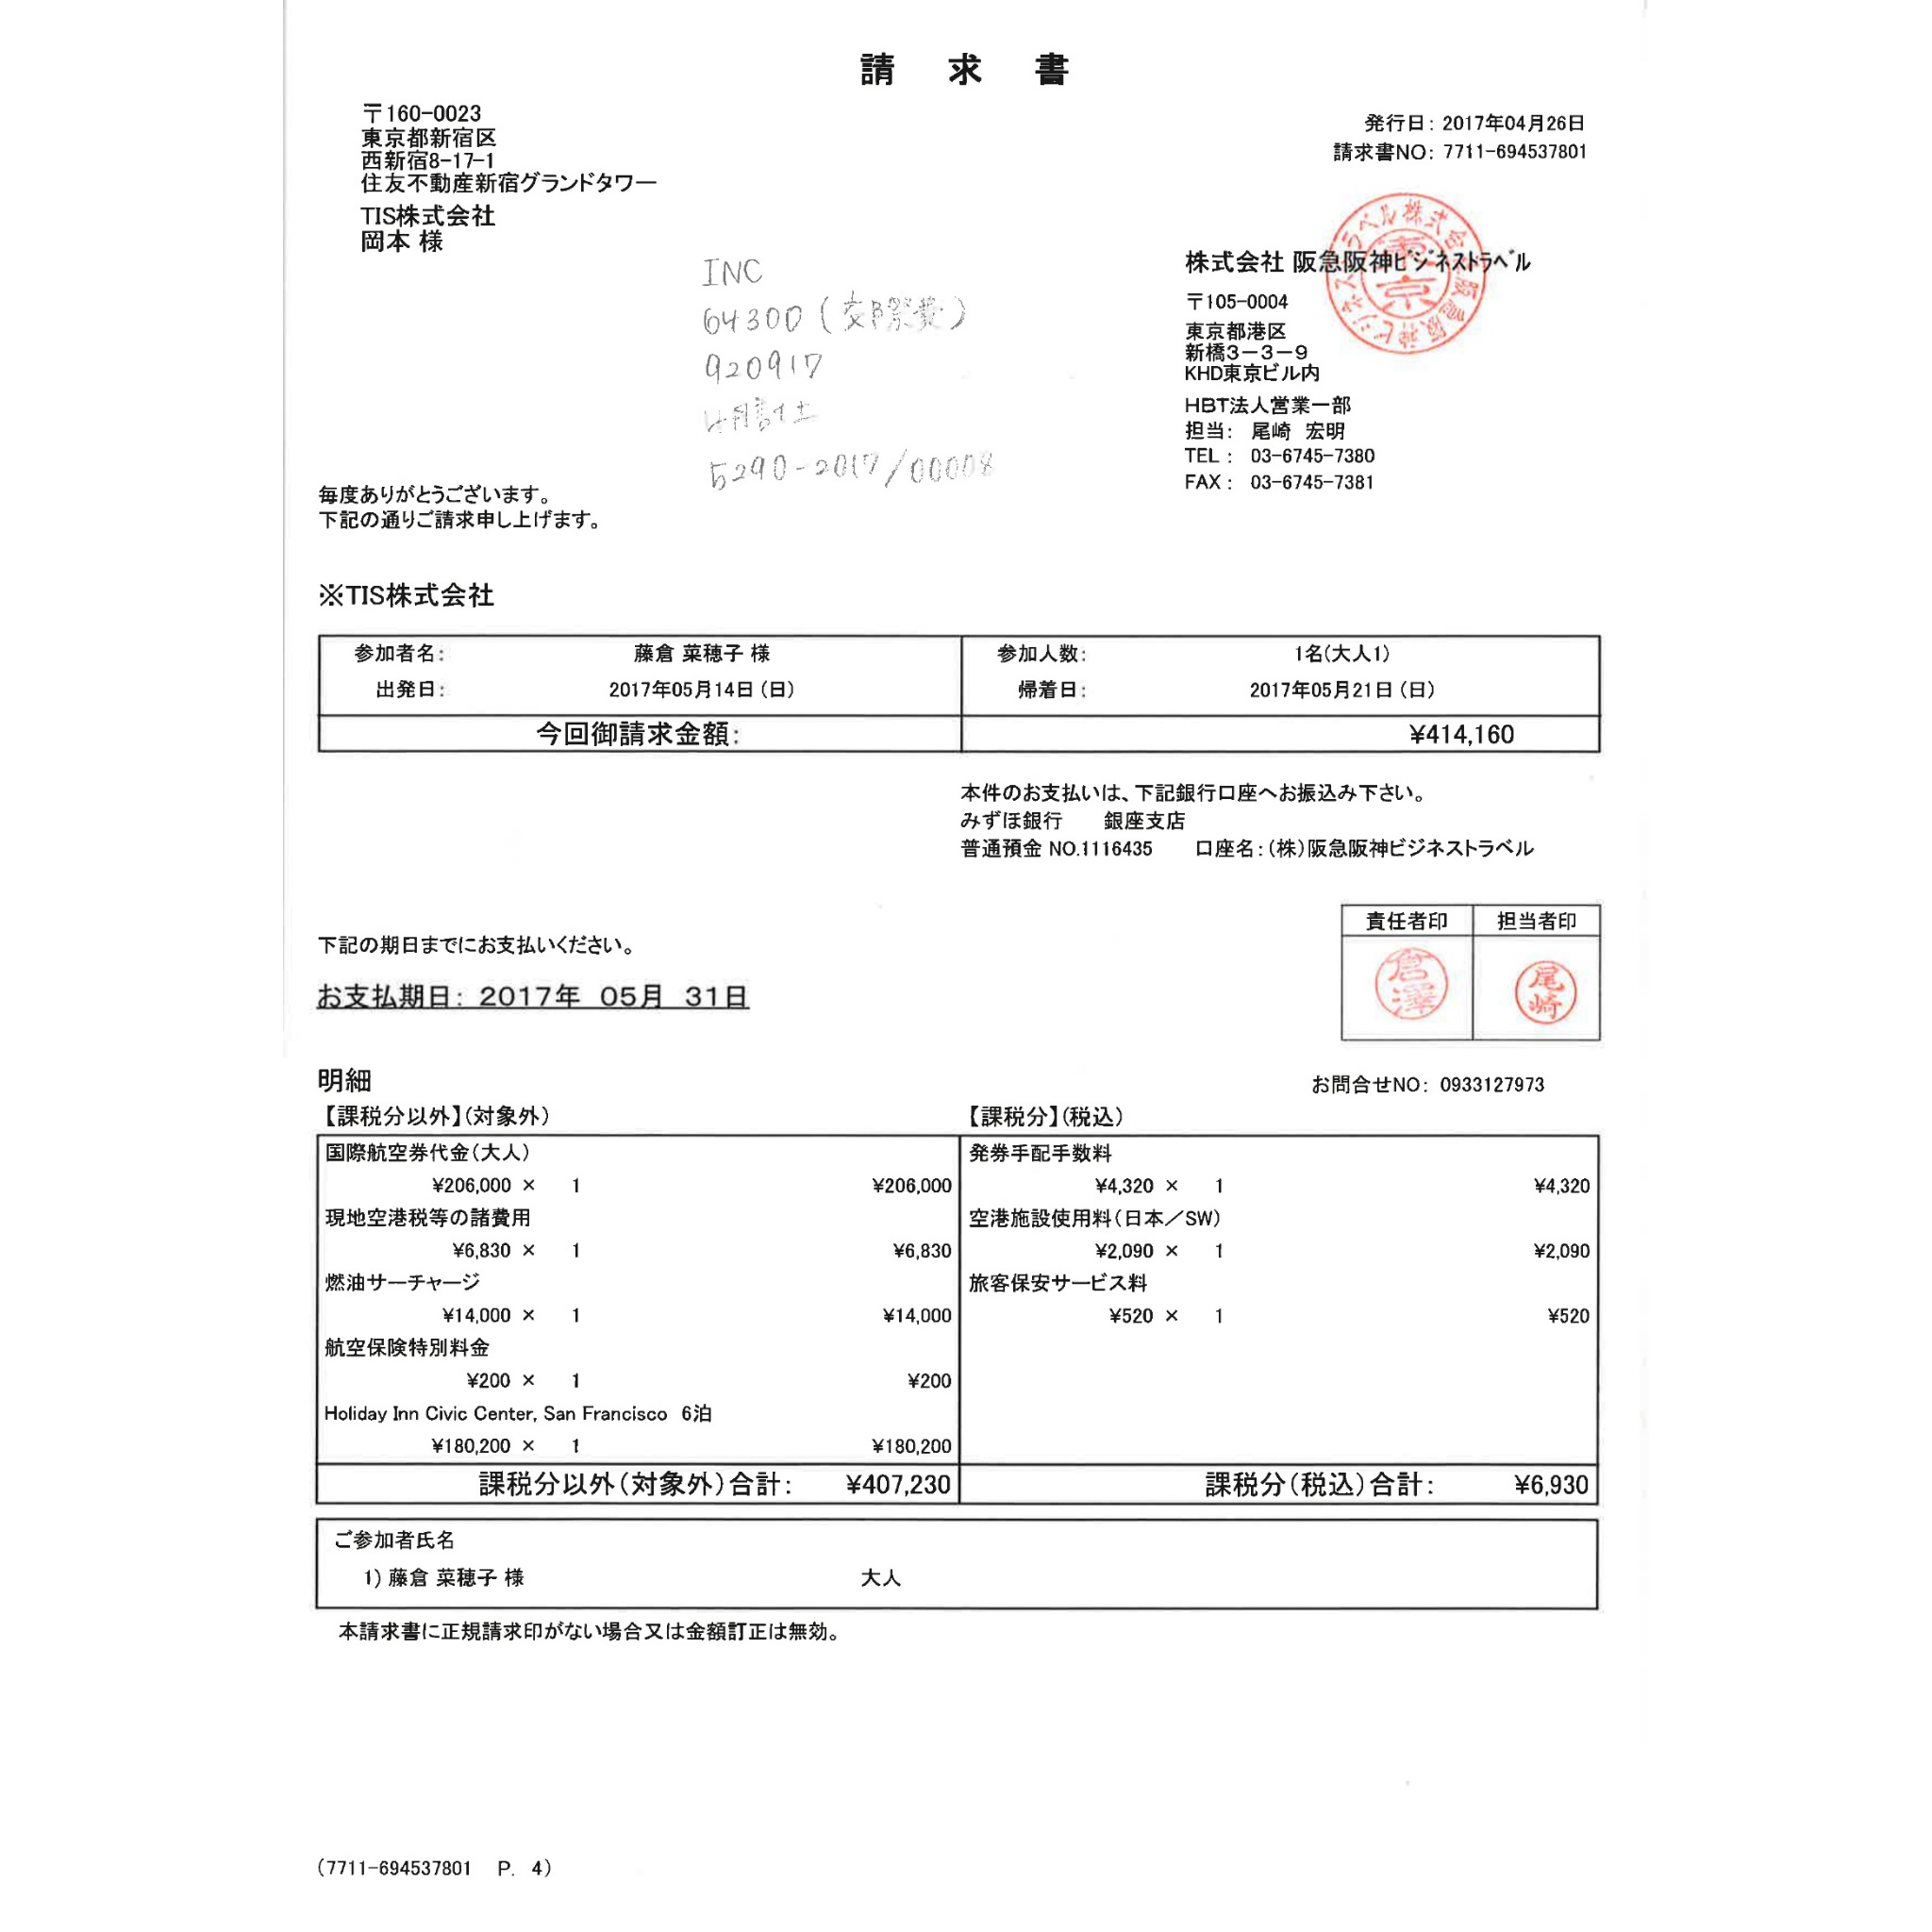 請 求 書
〒160-0023
東京都新宿区
西新宿8-17-1
住友不動産新宿グランドタワー
TIS株式会社
岡本 様
発行日: 2017年04月26日
請求書NO: 7711-694537801
株式会社 阪急阪神ビジネストラベル
東京
〒105-0004
東京都港区
新橋3-3-9
KHD東京ビル内
HBT法人営業一部
担当: 尾崎 宏明
TEL: 03-6745-7380
FAX: 03-6745-7381
INC
64300(交際費)
920917
4月計上
5290-2017/00008
毎度ありがとうございます。
下記の通りご請求申し上げます。
※TIS株式会社
参加者名: 藤倉 菜穂子 様 参加人数: 1名(大人1)
出発日: 2017年05月14日(日) 帰着日: 2017年05月21日(日)
今回御請求金額: ¥414,160
本件のお支払いは、下記銀行口座へお振込み下さい。
みずほ銀行 銀座支店
普通預金 NO.1116435 口座名:(株)阪急阪神ビジネストラベル
責任者印 担当者印
倉澤 尾崎
下記の期日までにお支払いください。
お支払期日: 2017年 05月 31日
明細
お問合せNO: 0933127973
【課税分以外】(対象外)
国際航空券代金(大人)
¥206,000 × 1 ¥206,000
現地空港税等の諸費用
¥6,830 × 1 ¥6,830
燃油サーチャージ
¥14,000 × 1 ¥14,000
航空保険特別料金
¥200 × 1 ¥200
Holiday Inn Civic Center, San Francisco 6泊
¥180,200 × 1 ¥180,200
課税分以外(対象外)合計: ¥407,230
【課税分】(税込)
発券手配手数料
¥4,320 × 1 ¥4,320
空港施設使用料(日本/SW)
¥2,090 × 1 ¥2,090
旅客保安サービス料
¥520 × 1 ¥520
課税分(税込)合計: ¥6,930
ご参加者氏名
1) 藤倉 菜穂子 様 大人
本請求書に正規請求印がない場合又は金額訂正は無効。
(7711-694537801 P. 4)